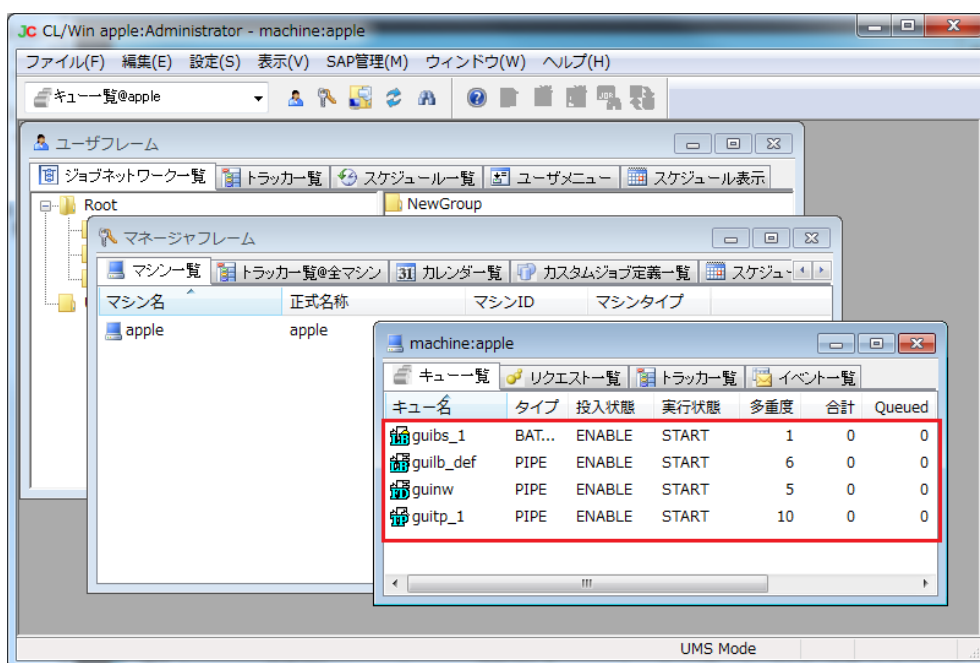 JC CL/Win apple:Administrator - machine:apple
ファイル(F) 編集(E) 設定(S) 表示(V) SAP管理(M) ウィンドウ(W) ヘルプ(H)
キュー一覧@apple
ユーザフレーム
ジョブネットワーク一覧 トラッカ一覧 スケジュール一覧 ユーザメニュー スケジュール表示
Root NewGroup
マネージャフレーム
マシン一覧 トラッカ一覧@全マシン 31 カレンダ一覧 カスタムジョブ定義一覧 スケジュ
マシン名 正式名称 マシンID マシンタイプ
apple apple
machine:apple
キュー一覧 リクエスト一覧 トラッカ一覧 イベント一覧
キュー名 タイプ 投入状態 実行状態 多重度 合計 Queued
guibs_1 BAT... ENABLE START 1 0 0
guilb_def PIPE ENABLE START 6 0 0
guinw PIPE ENABLE START 5 0 0
guitp_1 PIPE ENABLE START 10 0 0
UMS Mode